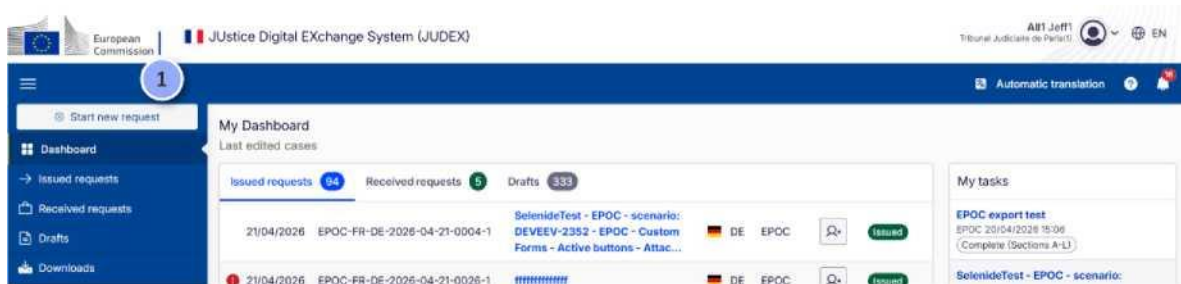 European
Commission
JUstice Digital EXchange System (JUDEX)
Tribunal Judiciaire de Paris(1)
EN
1
Automatic translation
Start new request
Dashboard
Issued requests
Received requests
Drafts
Downloads
My Dashboard
Last edited cases
Issued requests 94
Received requests 5
Drafts 333
21/04/2026 EPOC-FR-DE-2026-04-21-0004-1
SelenideTest - EPOC - scenario:
DEVEEV-2352 - EPOC - Custom
Forms - Active buttons - Attac...
DE EPOC
Issued
21/04/2026 EPOC-FR-DE-2026-04-21-0026-1
DE EPOC
Issued
My tasks
EPOC export test
EPOC 20/04/2026 15:06
Complete (Sections A-L)
SelenideTest - EPOC - scenario: